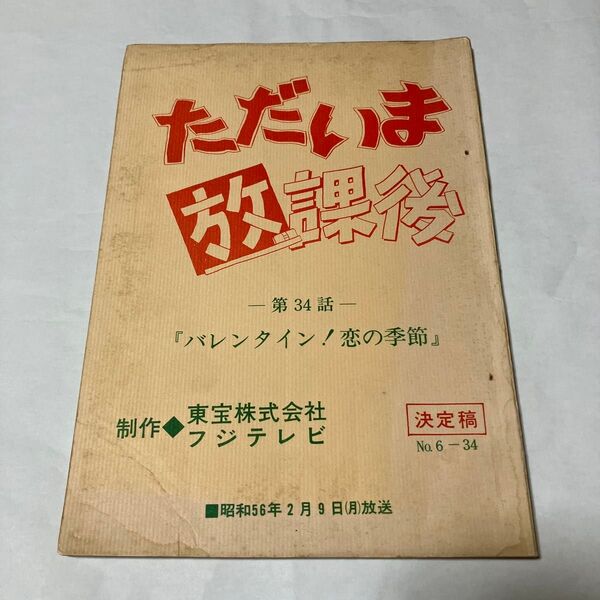 ただいま
放課後
― 第34話 ―
『バレンタイン！恋の季節』
制作◆東宝株式会社
フジテレビ
決定稿
No. 6－34
■昭和56年2月9日(月)放送